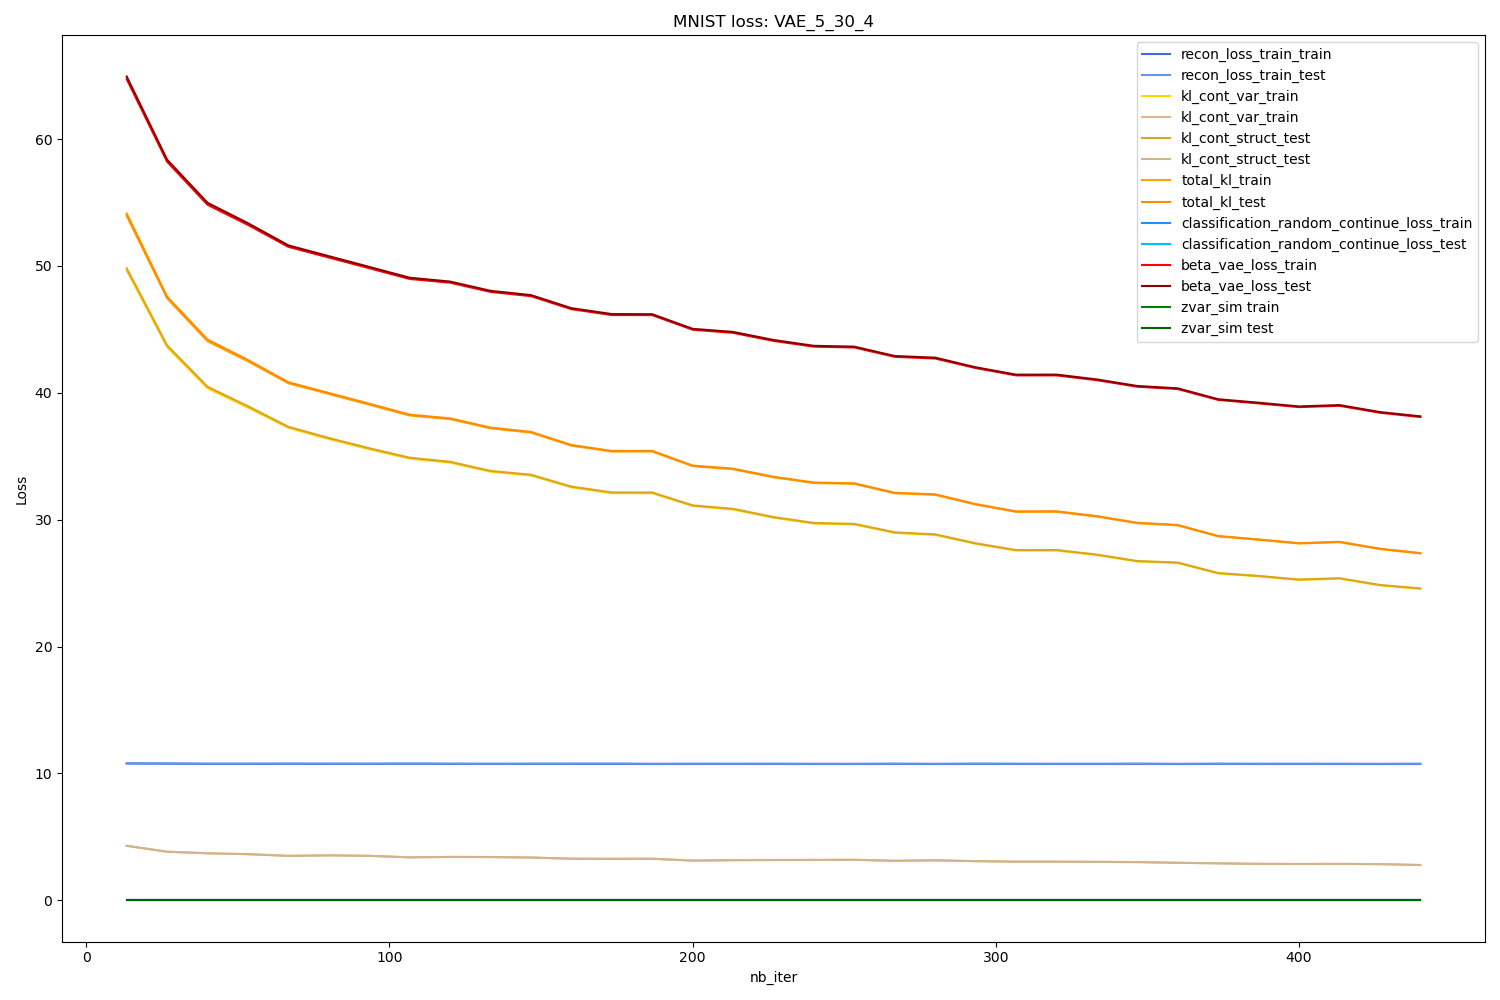 MNIST loss: VAE_5_30_4
recon_loss_train_train
recon_loss_train_test
kl_cont_var_train
kl_cont_var_train
kl_cont_struct_test
kl_cont_struct_test
total_kl_train
total_kl_test
classification_random_continue_loss_train
classification_random_continue_loss_test
beta_vae_loss_train
beta_vae_loss_test
zvar_sim train
zvar_sim test
60
50
40
30
20
10
0
Loss
0 100 200 300 400
nb_iter